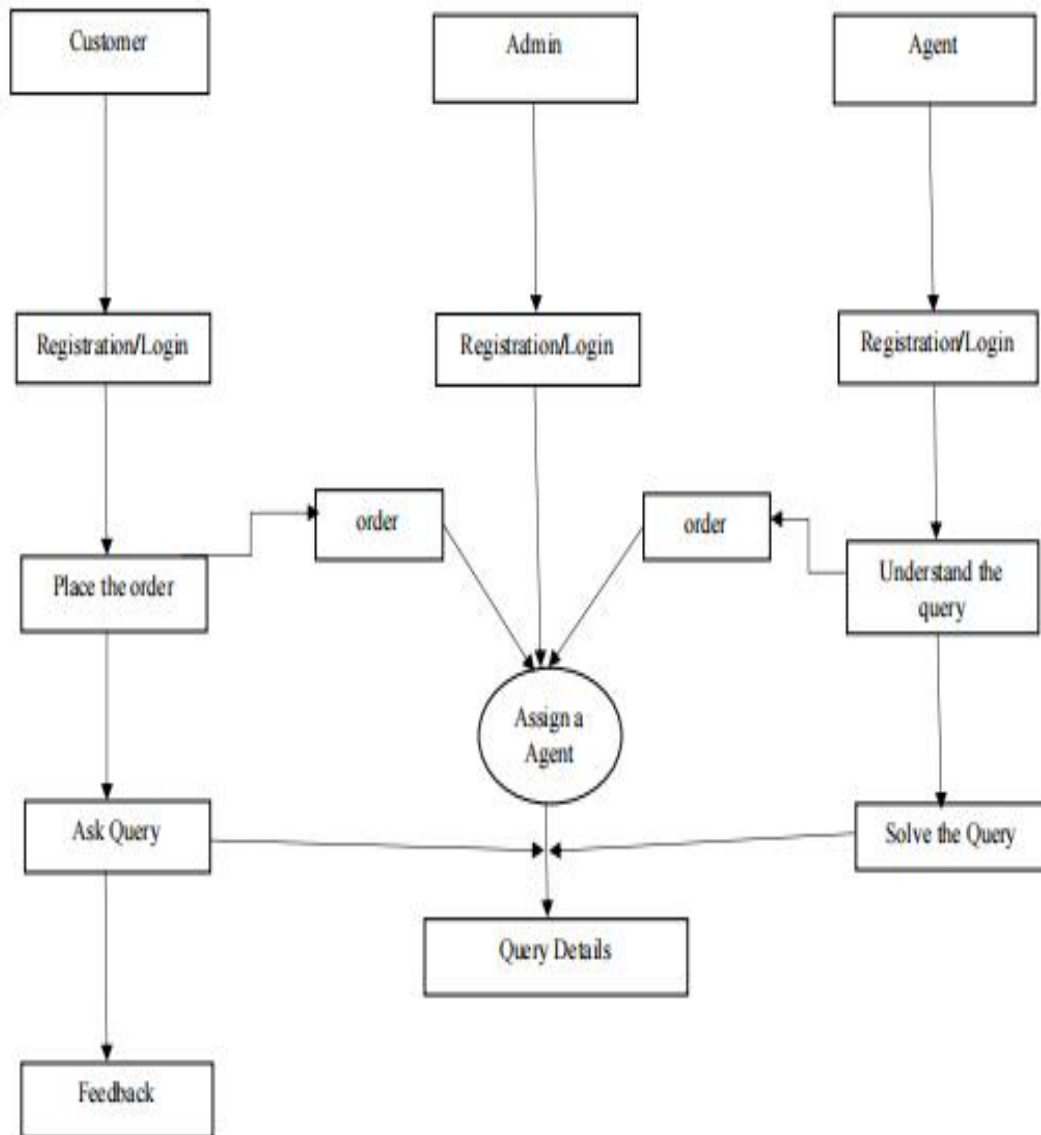 Customer
Admin
Agent
Registration/Login
Registration/Login
Registration/Login
order
order
Place the order
Understand the
query
Assign a
Agent
Ask Query
Solve the Query
Query Details
Feedback